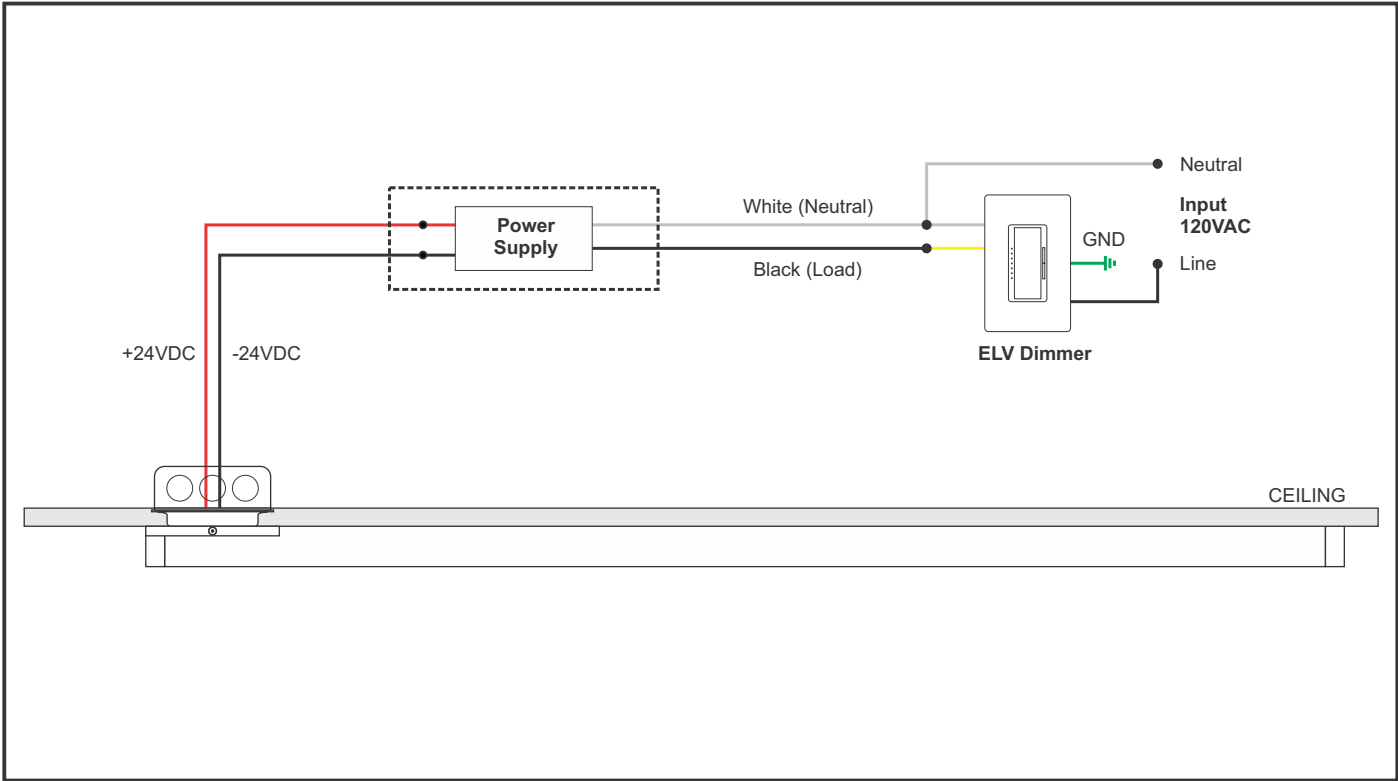 Neutral
Input
120VAC
White (Neutral)
Power
Supply
GND
Line
Black (Load)
ELV Dimmer
+24VDC
-24VDC
CEILING